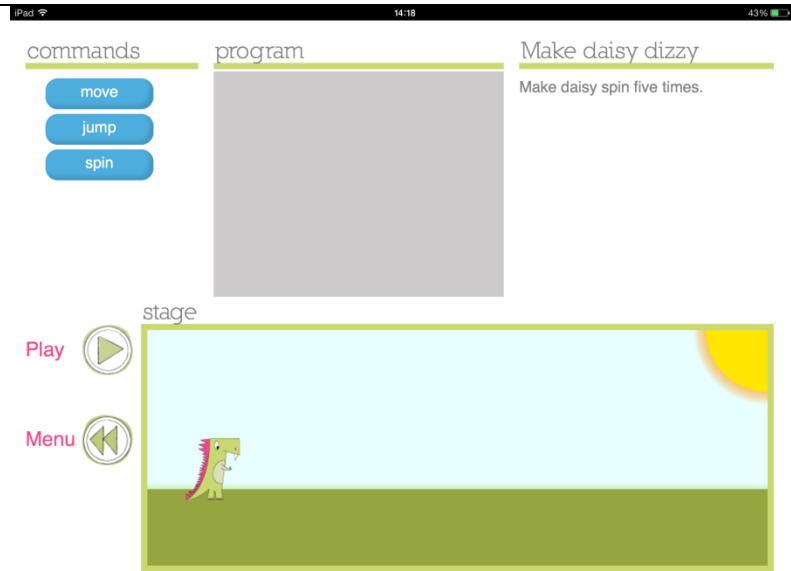 iPad 14:18 43%
commands program Make daisy dizzy
move
jump
spin
Make daisy spin five times.
stage
Play
Menu